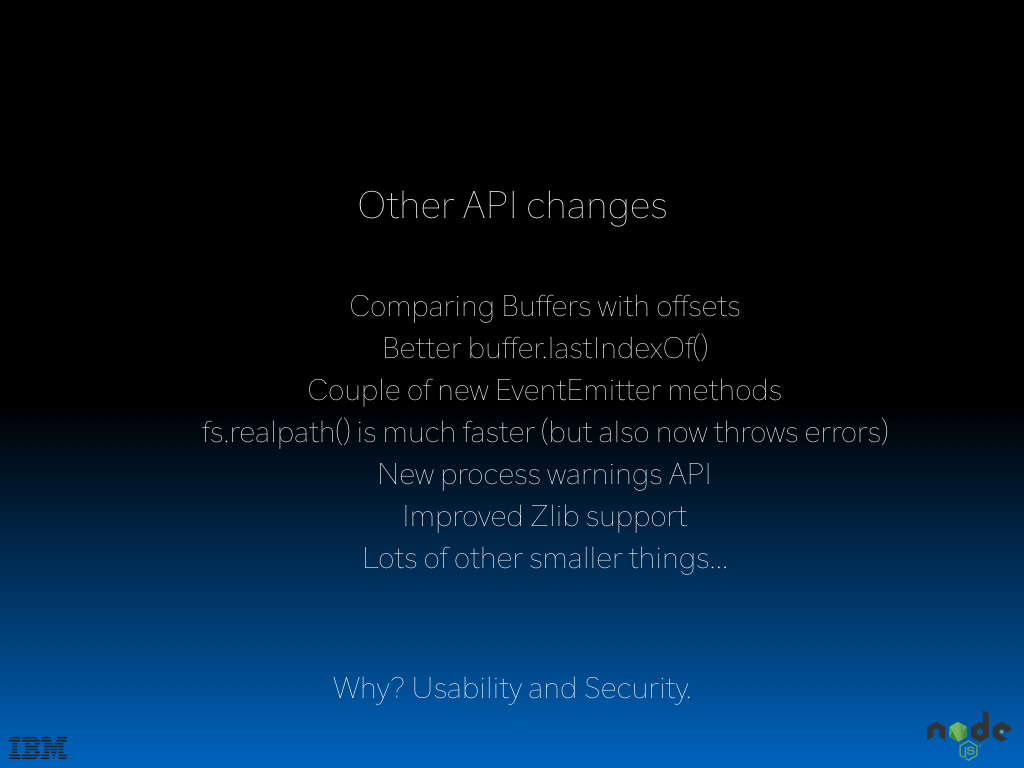 Other API changes
Comparing Buffers with offsets
Better buffer.lastIndexOf()
Couple of new EventEmitter methods
fs.realpath() is much faster (but also now throws errors)
New process warnings API
Improved Zlib support
Lots of other smaller things...
Why? Usability and Security.
IBM
node
JS